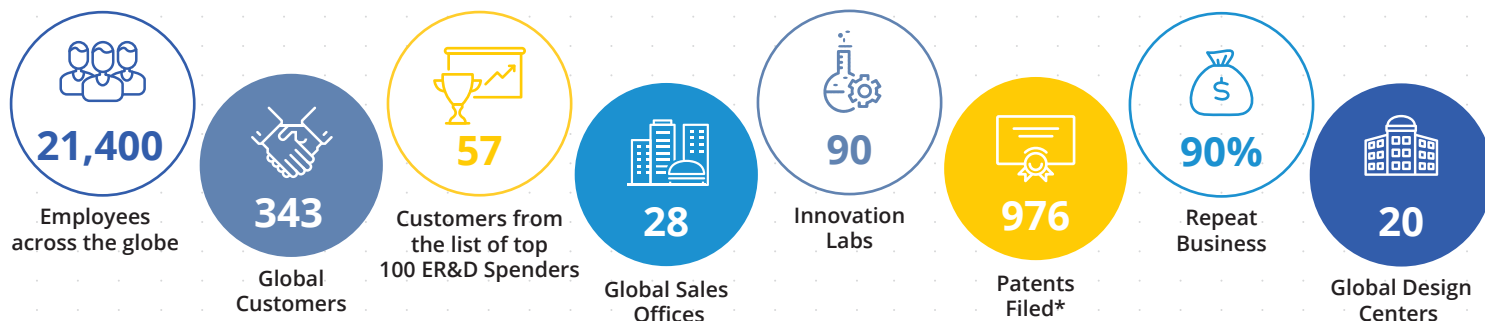 21,400
Employees
across the globe
343
Global
Customers
57
Customers from
the list of top
100 ER&D Spenders
28
Global Sales
Offices
90
Innovation
Labs
$
976
Patents
Filed*
90%
Repeat
Business
20
Global Design
Centers